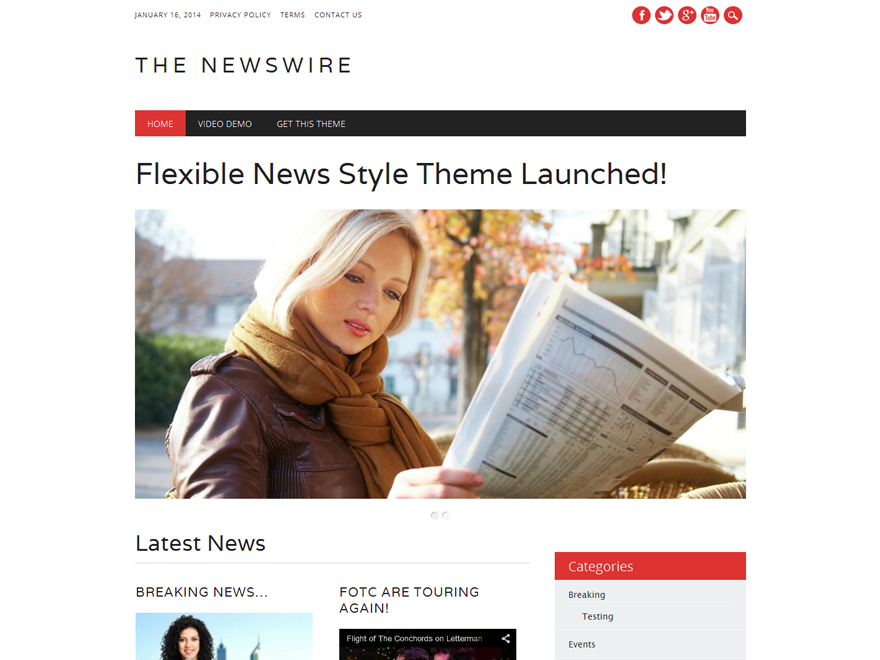 JANUARY 16, 2014 PRIVACY POLICY TERMS CONTACT US
You Tube
THE NEWSWIRE
HOME VIDEO DEMO GET THIS THEME
Flexible News Style Theme Launched!
Latest News
Categories
BREAKING NEWS...
FOTC ARE TOURING
AGAIN!
Breaking
Testing
Flight of The Conchords on Letterman
Events